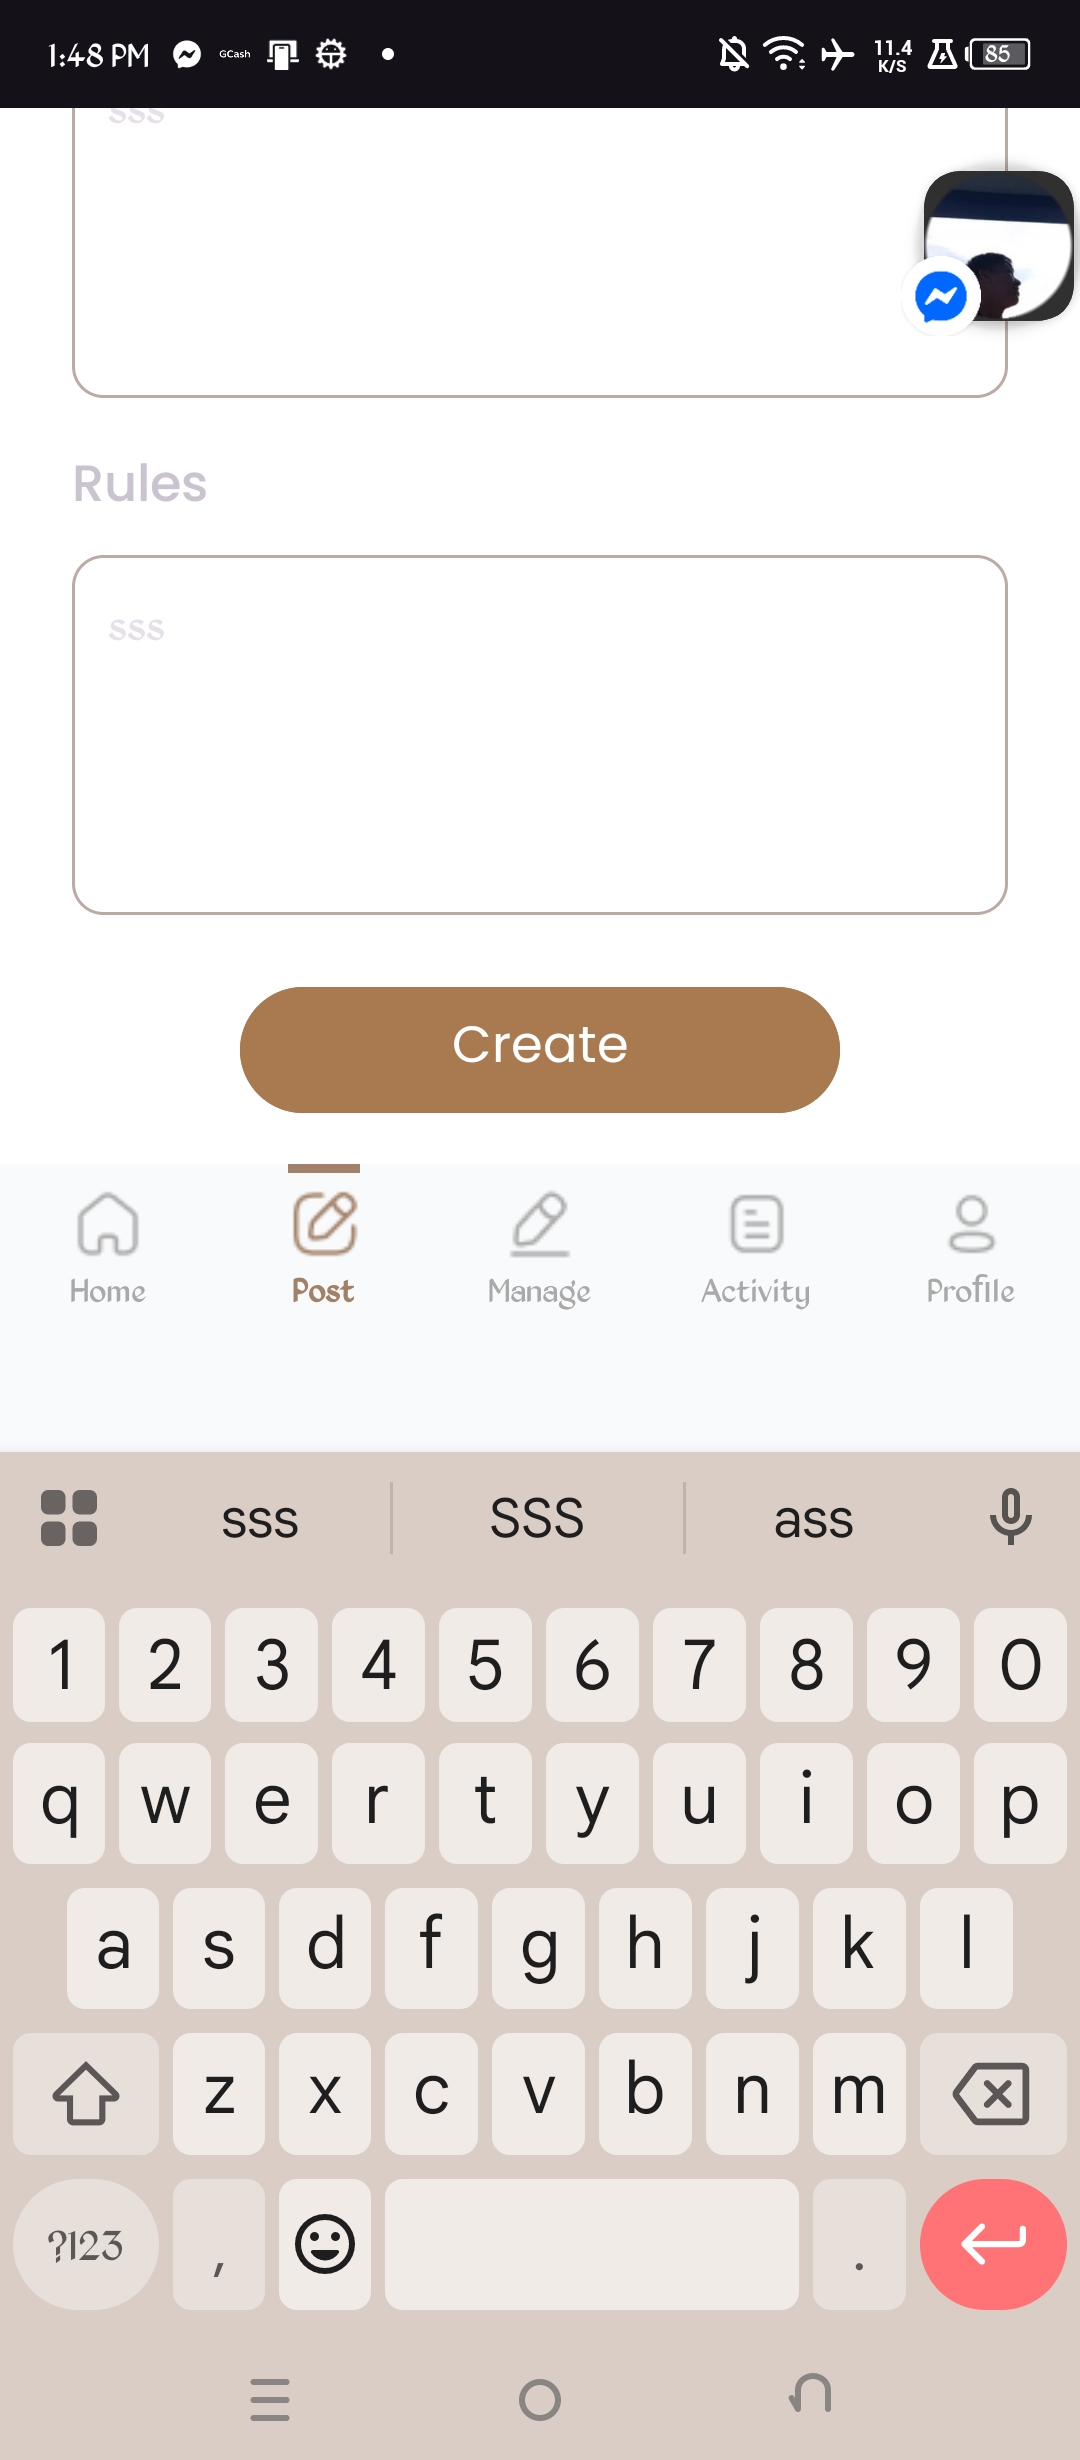 1:48 PM GCash 11.4 K/S 85
sss
Rules
sss
Create
Home Post Manage Activity Profile
sss SSS ass
1 2 3 4 5 6 7 8 9 0
q w e r t y u i o p
a s d f g h j k l
z x c v b n m
?123 , .